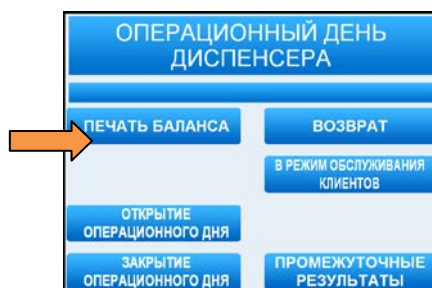 ОПЕРАЦИОННЫЙ ДЕНЬ
ДИСПЕНСЕРА
ПЕЧАТЬ БАЛАНСА
ВОЗВРАТ
В РЕЖИМ ОБСЛУЖИВАНИЯ
КЛИЕНТОВ
ОТКРЫТИЕ
ОПЕРАЦИОННОГО ДНЯ
ЗАКРЫТИЕ
ОПЕРАЦИОННОГО ДНЯ
ПРОМЕЖУТОЧНЫЕ
РЕЗУЛЬТАТЫ